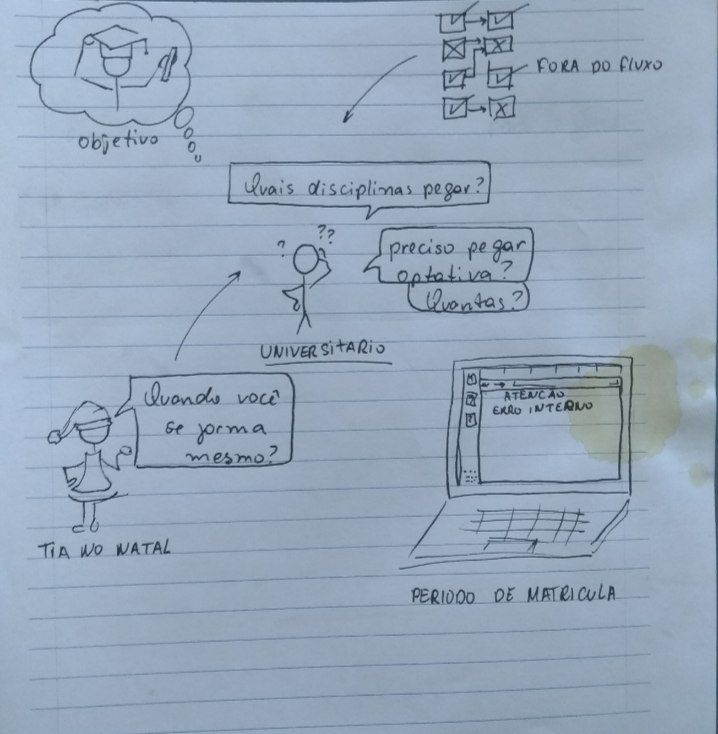 objetivo
FORA DO FLUXO
Quais disciplinas pegar?
? ??
preciso pegar
optativa?
Quantas?
UNIVERSITARIO
Quando você
se forma
mesmo?
TIA NO NATAL
ATENCAO
ERRO INTERNO
PERIODO DE MATRICULA